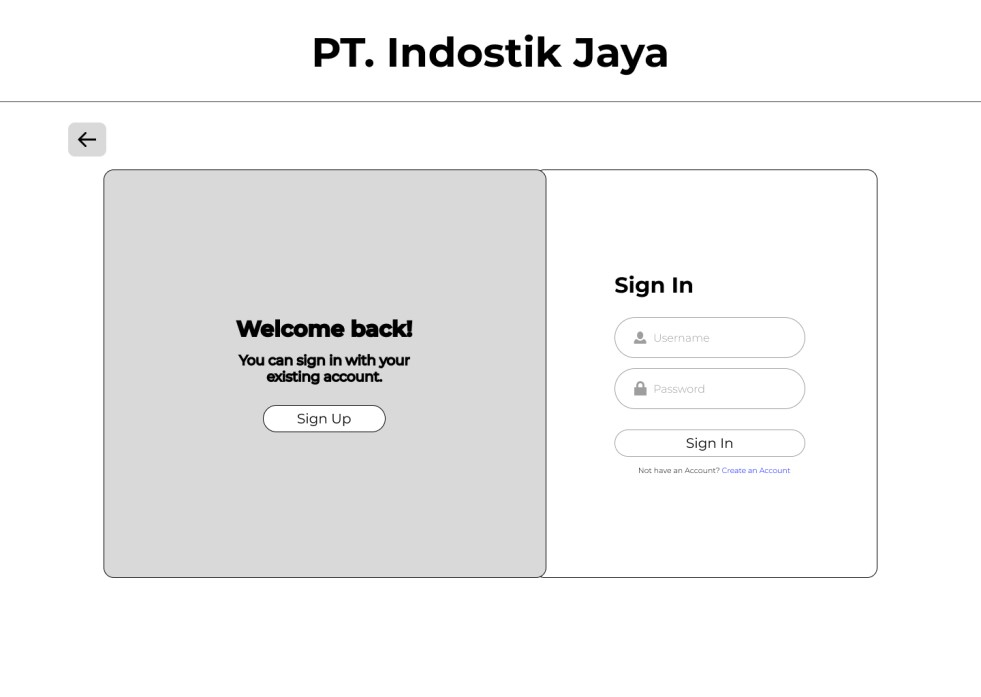 PT. Indostik Jaya
Welcome back!
You can sign in with your
existing account.
Sign Up
Sign In
Username
Password
Sign In
Not have an Account? Create an Account